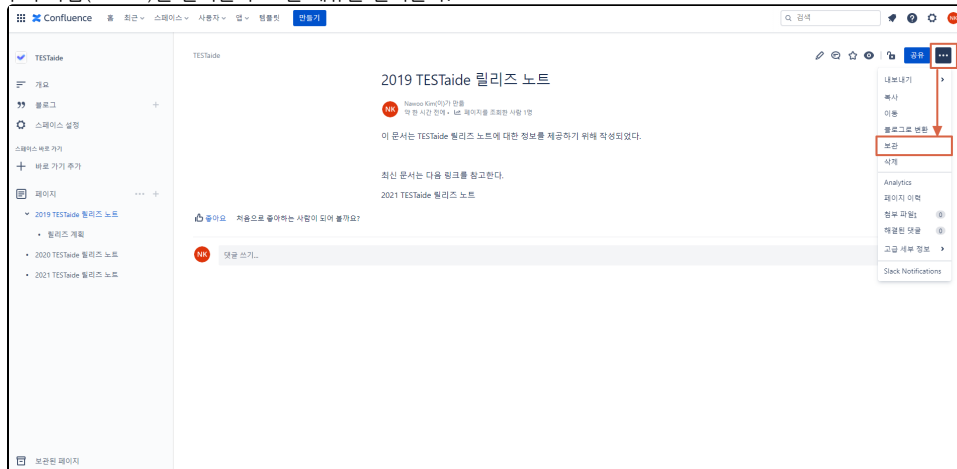 Confluence 홈 최근 스페이스 사용자 앱 템플릿 만들기 검색
TESTaide
개요
블로그
스페이스 설정
스페이스 바로 가기
바로 가기 추가
페이지
2019 TESTaide 릴리즈 노트
릴리즈 계획
2020 TESTaide 릴리즈 노트
2021 TESTaide 릴리즈 노트
보관된 페이지
TESTaide
공유
2019 TESTaide 릴리즈 노트
NK
Nawoo Kim(이)가 만듦
약 한 시간 전에 • 페이지를 조회한 사람 1명
이 문서는 TESTaide 릴리즈 노트에 대한 정보를 제공하기 위해 작성되었다.
최신 문서는 다음 링크를 참고한다.
2021 TESTaide 릴리즈 노트
좋아요 처음으로 좋아하는 사람이 되어 볼까요?
NK 댓글 쓰기...
내보내기
복사
이동
블로그로 변환
보관
삭제
Analytics
페이지 이력
첨부 파일 0
해결된 댓글 0
고급 세부 정보
Slack Notifications